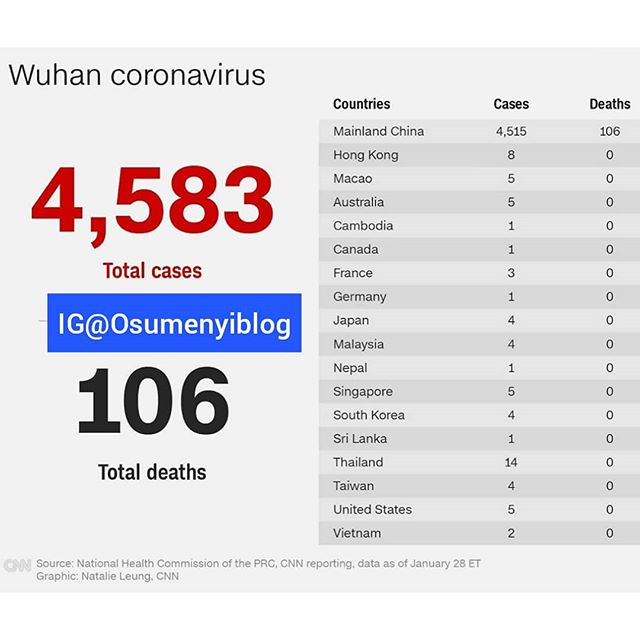 Wuhan coronavirus
4,583
Total cases
IG@Osumenyiblog
106
Total deaths
Countries Cases Deaths
Mainland China 4,515 106
Hong Kong 8 0
Macao 5 0
Australia 5 0
Cambodia 1 0
Canada 1 0
France 3 0
Germany 1 0
Japan 4 0
Malaysia 4 0
Nepal 1 0
Singapore 5 0
South Korea 4 0
Sri Lanka 1 0
Thailand 14 0
Taiwan 4 0
United States 5 0
Vietnam 2 0
CNN Source: National Health Commission of the PRC, CNN reporting, data as of January 28 ET
Graphic: Natalie Leung, CNN